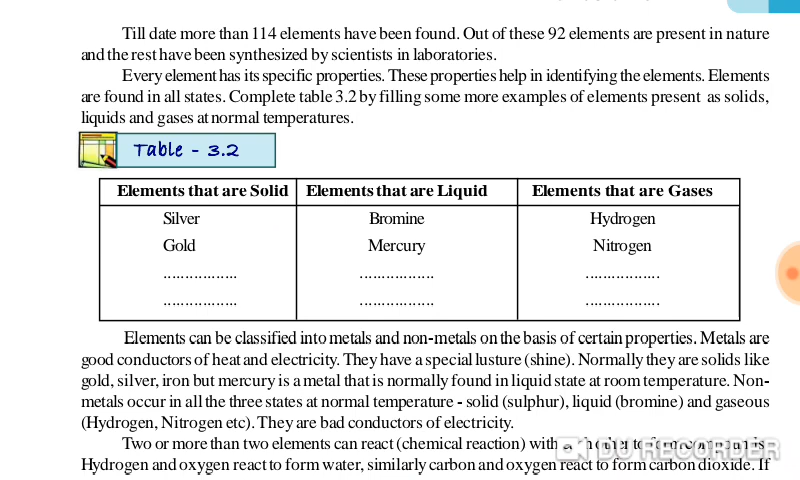 Till date more than 114 elements have been found. Out of these 92 elements are present in nature
and the rest have been synthesized by scientists in laboratories.
Every element has its specific properties. These properties help in identifying the elements. Elements
are found in all states. Complete table 3.2 by filling some more examples of elements present as solids,
liquids and gases at normal temperatures.
Table - 3.2
Elements that are Solid Elements that are Liquid Elements that are Gases
Silver Bromine Hydrogen
Gold Mercury Nitrogen
................. ................. .................
................. ................. .................
Elements can be classified into metals and non-metals on the basis of certain properties. Metals are
good conductors of heat and electricity. They have a special lusture (shine). Normally they are solids like
gold, silver, iron but mercury is a metal that is normally found in liquid state at room temperature. Non-
metals occur in all the three states at normal temperature - solid (sulphur), liquid (bromine) and gaseous
(Hydrogen, Nitrogen etc). They are bad conductors of electricity.
Two or more than two elements can react (chemical reaction) with each other to form compounds.
DU RECORDER
Hydrogen and oxygen react to form water, similarly carbon and oxygen react to form carbon dioxide. If